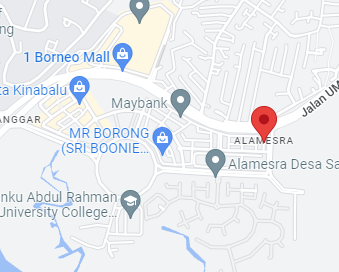 ong
1 Borneo Mall
ta Kinabalu
Maybank
Jalan UM
ANGGAR
MR BORONG
(SRI BOONIE...
ALAMESRA
Alamesra Desa Sa
nku Abdul Rahman
University College...